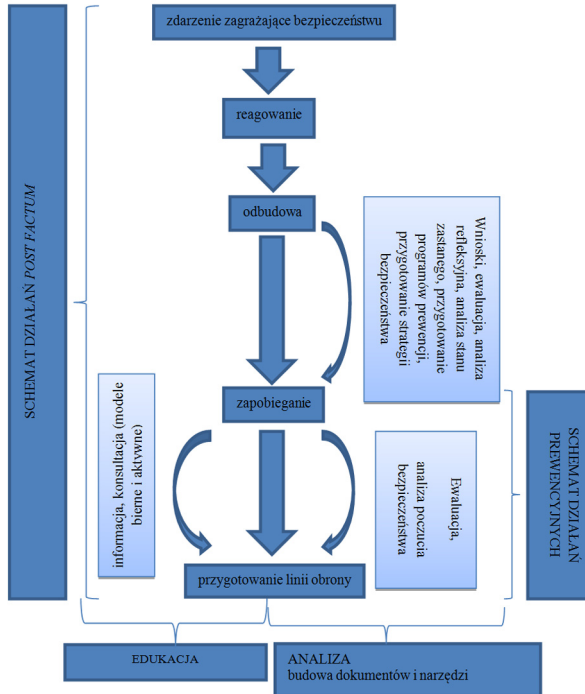 zdarzenie zagrażające bezpieczeństwu
reagowanie
odbudowa
Wnioski, ewaluacja, analiza
refleksyjna, analiza stanu
zastanego, przygotowanie
programów prewencji,
przygotowanie strategii
bezpieczeństwa
SCHEMAT DZIAŁAŃ POST FACTUM
zapobieganie
informacja, konsultacja (modele
bierne i aktywne)
Ewaluacja,
analiza poczucia
bezpieczeństwa
SCHEMAT DZIAŁAŃ
PREWENCYJNYCH
przygotowanie linii obrony
EDUKACJA
ANALIZA
budowa dokumentów i narzędzi